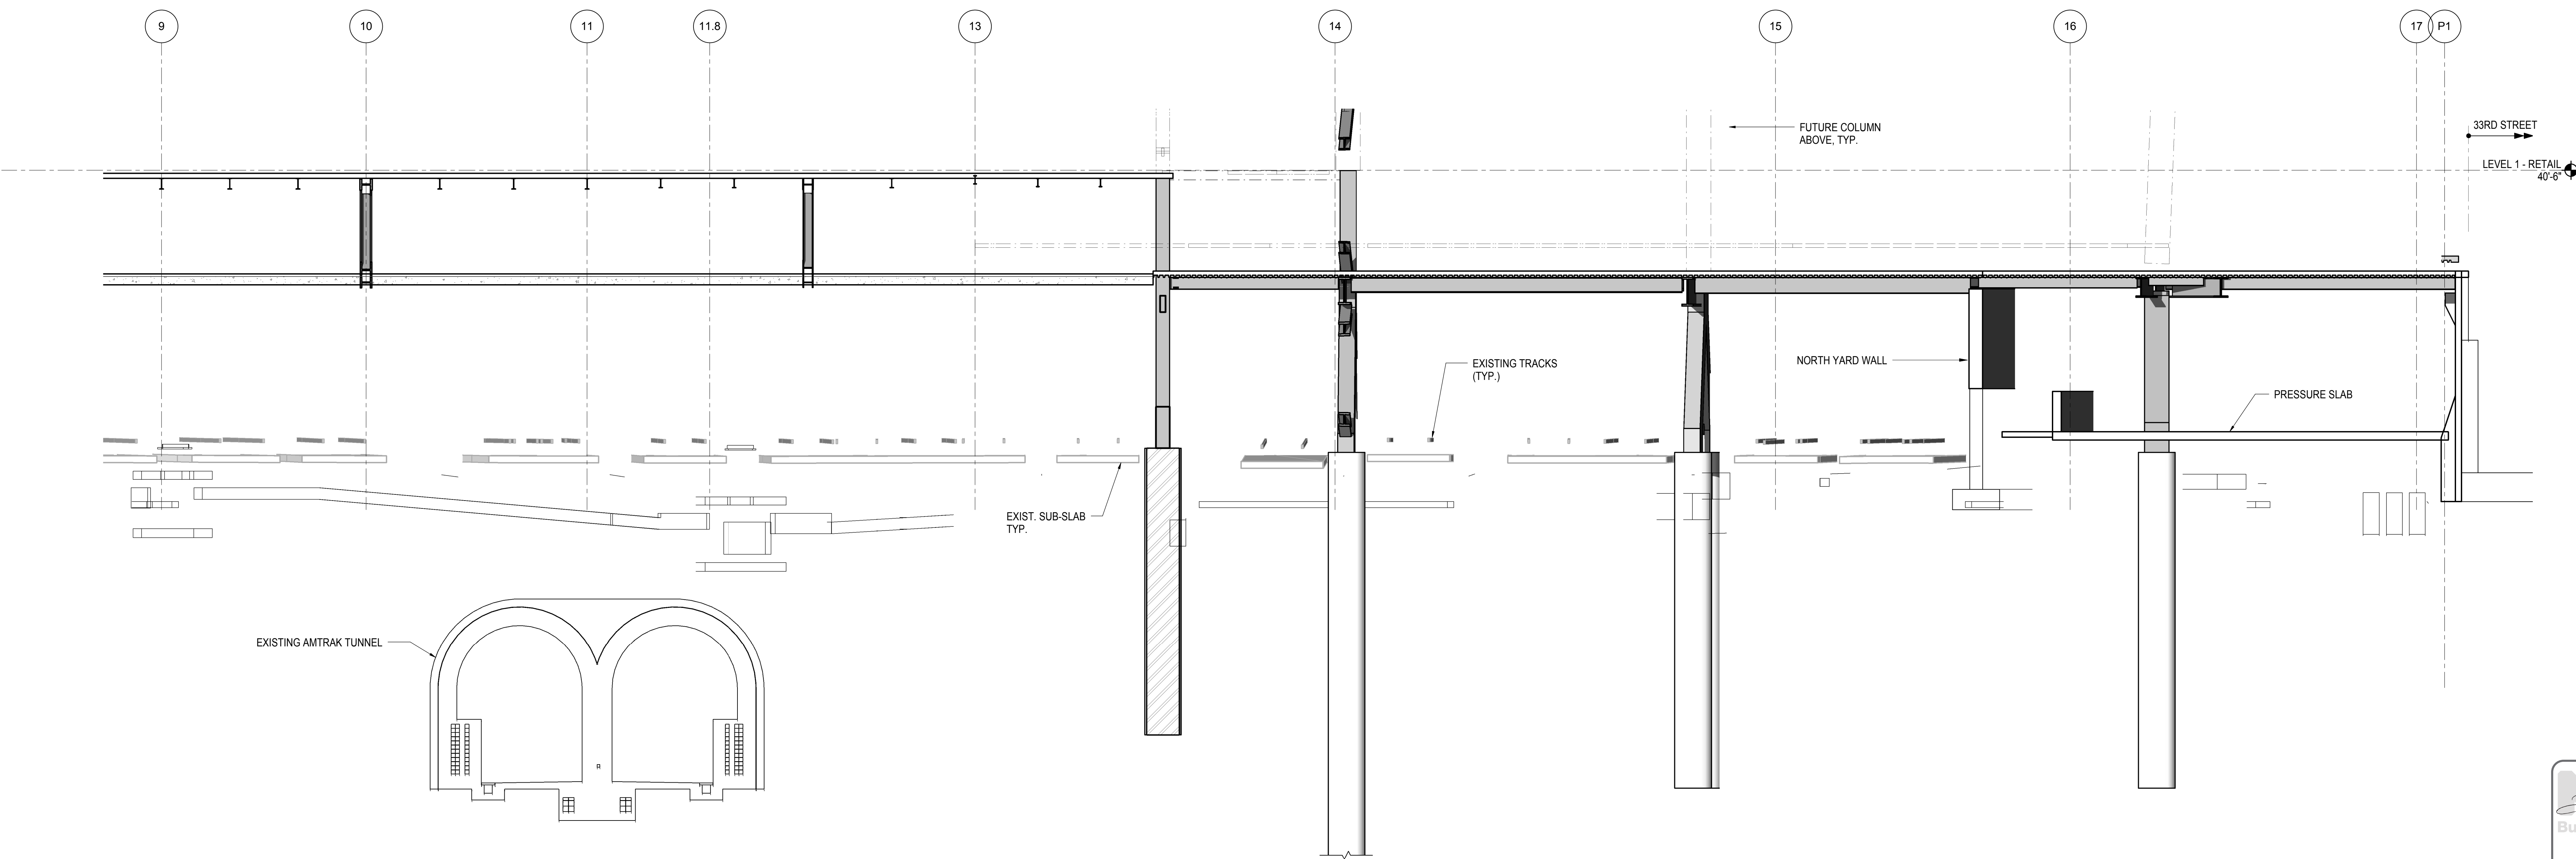 9
10
11
11.8
13
14
15
16
17
P1
FUTURE COLUMN
ABOVE, TYP.
33RD STREET
LEVEL 1 - RETAIL
40'-6"
EXISTING TRACKS
(TYP.)
NORTH YARD WALL
PRESSURE SLAB
EXIST. SUB-SLAB
TYP.
EXISTING AMTRAK TUNNEL
Bu